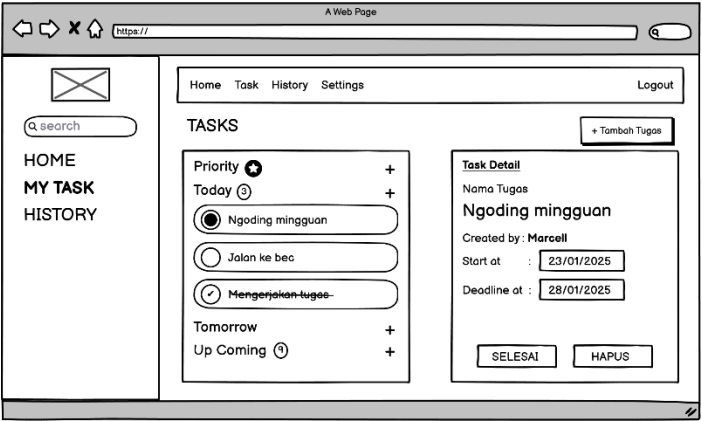 A Web Page
https://
search
HOME
MY TASK
HISTORY
Home Task History Settings Logout
TASKS
+ Tambah Tugas
Priority +
Today 3 +
Ngoding mingguan
Jalan ke bec
Mengerjakan tugas
Tomorrow +
Up Coming 9 +
Task Detail
Nama Tugas
Ngoding mingguan
Created by : Marcell
Start at : 23/01/2025
Deadline at : 28/01/2025
SELESAI HAPUS